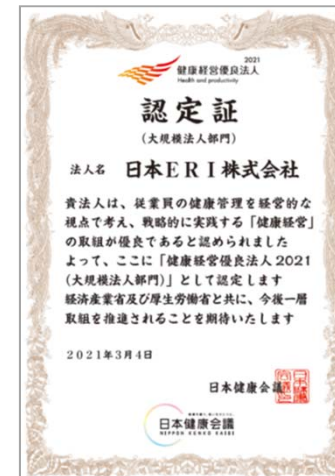 2021
健康経営優良法人
Health and productivity
認定証
(大規模法人部門)
法人名 日本ERI株式会社
貴法人は、従業員の健康管理を経営的な
視点で考え、戦略的に実践する「健康経営」
の取組が優良であると認められました
よって、ここに「健康経営優良法人2021
(大規模法人部門)」として認定します
経済産業省及び厚生労働省と共に、今後一層
取組を推進されることを期待いたします
2021年3月4日
日本健康会議
日本健康会議
NIPPON KENKO KAIGI